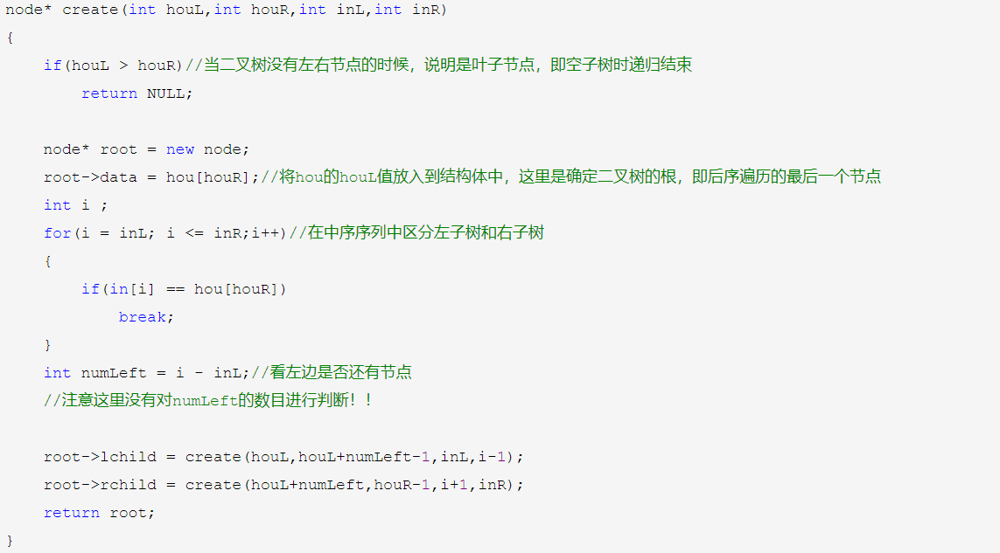 node* create(int houL,int houR,int inL,int inR)
{
    if(houL > houR)//当二叉树没有左右节点的时候，说明是叶子节点，即空子树时递归结束
        return NULL;

    node* root = new node;
    root->data = hou[houR];//将hou的houL值放入到结构体中，这里是确定二叉树的根，即后序遍历的最后一个节点
    int i ;
    for(i = inL; i <= inR;i++)//在中序序列中区分左子树和右子树
    {
        if(in[i] == hou[houR])
            break;
    }
    int numLeft = i - inL;//看左边是否还有节点
    //注意这里没有对numLeft的数目进行判断！！

    root->lchild = create(houL,houL+numLeft-1,inL,i-1);
    root->rchild = create(houL+numLeft,houR-1,i+1,inR);
    return root;
}